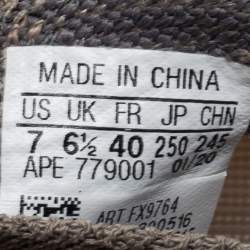 MADE IN CHINA
US UK FR JP CHN
7 6½ 40 250 245
APE 779001 01/20
ART FX9764